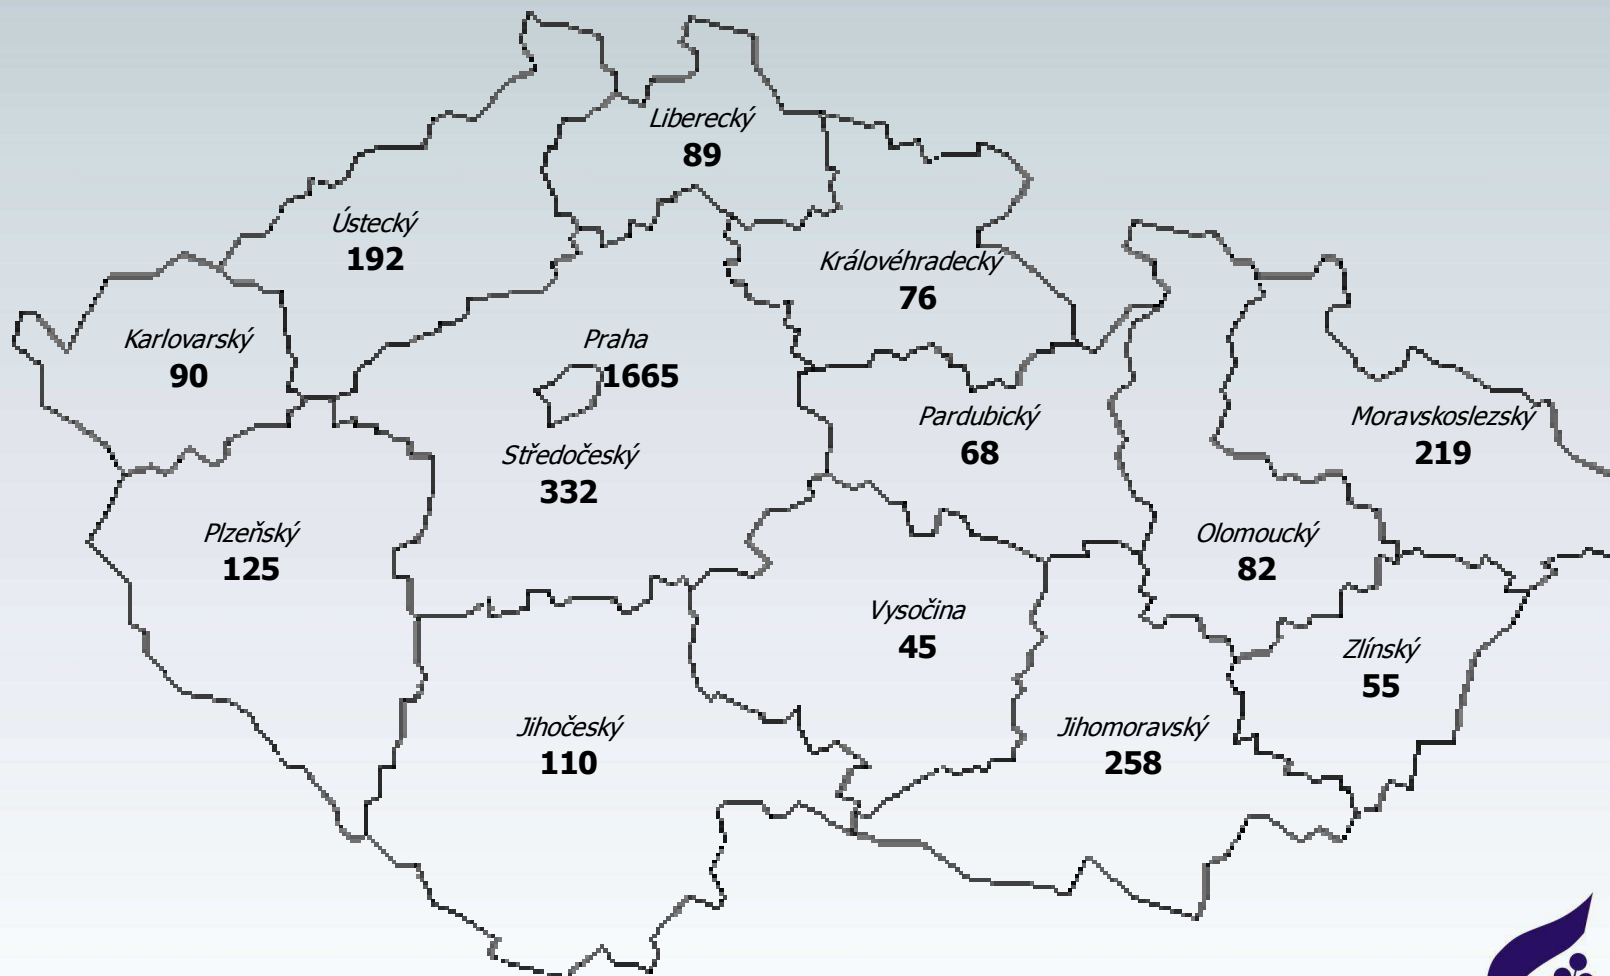 Liberecký
89
Ústecký
192
Královéhradecký
76
Karlovarský
90
Praha
1665
Pardubický
68
Moravskoslezský
219
Středočeský
332
Plzeňský
125
Olomoucký
82
Vysočina
45
Zlínský
55
Jihočeský
110
Jihomoravský
258